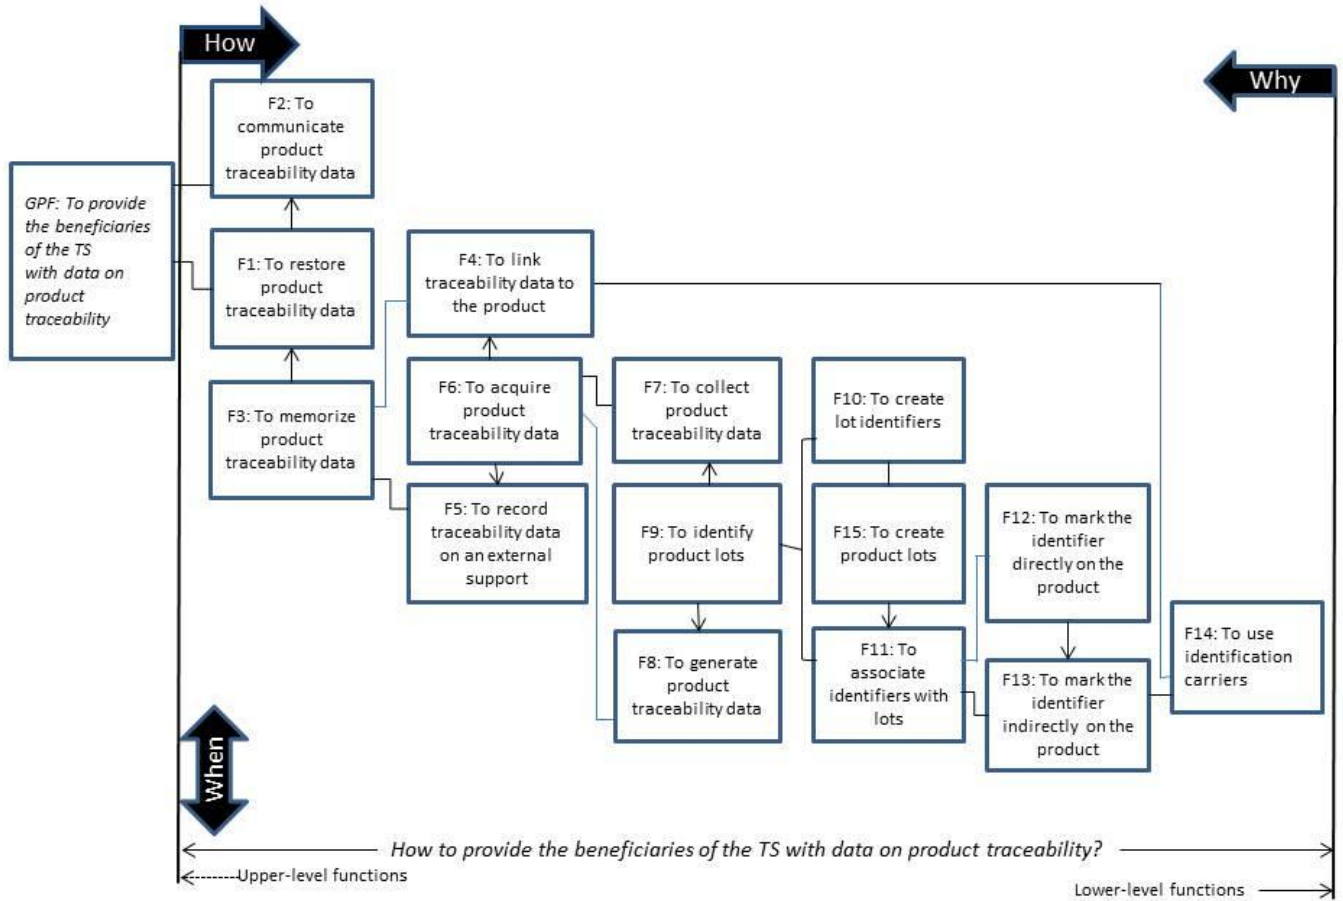 How
Why
F2: To
communicate
product
traceability data
GPF: To provide
the beneficiaries
of the TS
with data on
product
traceability
F1: To restore
product
traceability data
F4: To link
traceability data to
the product
F3: To memorize
product
traceability data
F6: To acquire
product
traceability data
F7: To collect
product
traceability data
F10: To create
lot identifiers
F5: To record
traceability data
on an external
support
F9: To identify
product lots
F15: To create
product lots
F12: To mark the
identifier
directly on the
product
F8: To generate
product
traceability data
F11: To
associate
identifiers with
lots
F13: To mark the
identifier
indirectly on the
product
F14: To use
identification
carriers
When
How to provide the beneficiaries of the TS with data on product traceability?
Upper-level functions
Lower-level functions